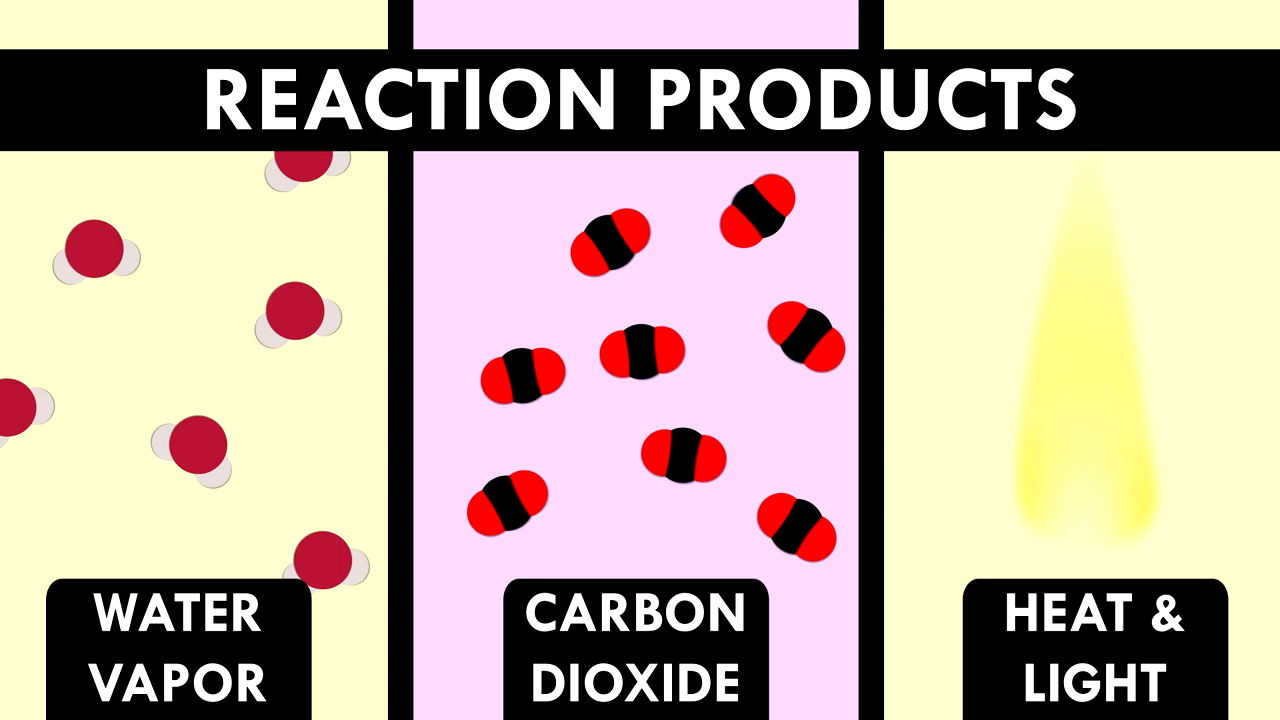 REACTION PRODUCTS
WATER
VAPOR
CARBON
DIOXIDE
HEAT &
LIGHT